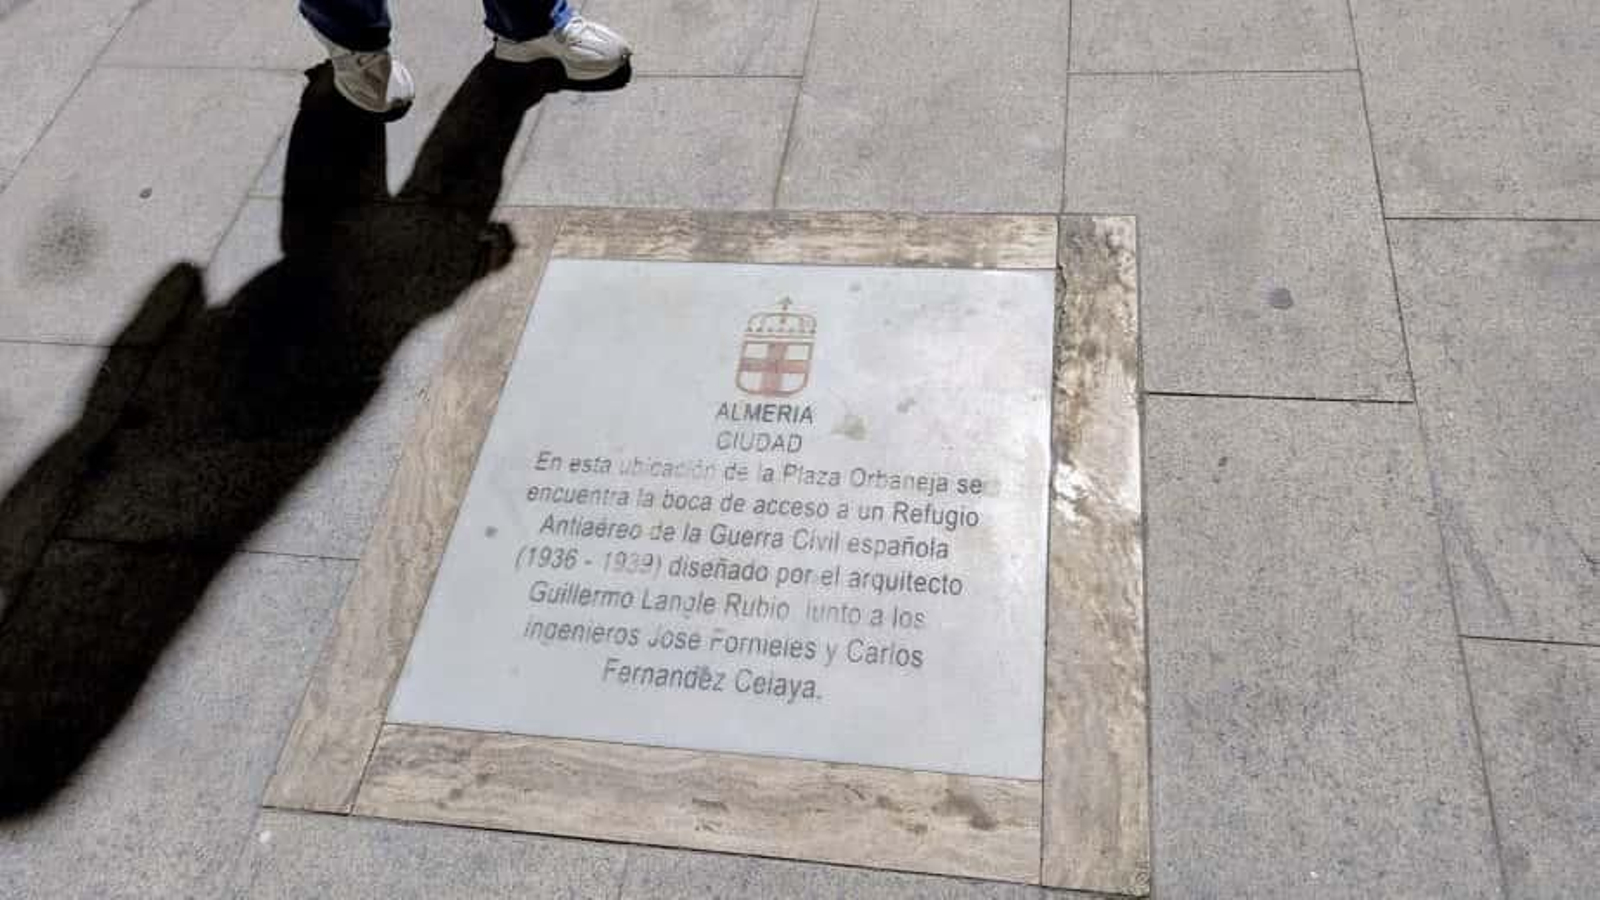 ALMERIA
CIUDAD
En esta ubicación de la Plaza Orbaneja se
encuentra la boca de acceso a un Refugio
Antiaéreo de la Guerra Civil española
(1936 - 1939) diseñado por el arquitecto
Guillermo Langle Rubio junto a los
ingenieros Jose Fornieles y Carlos
Fernandez Celaya.